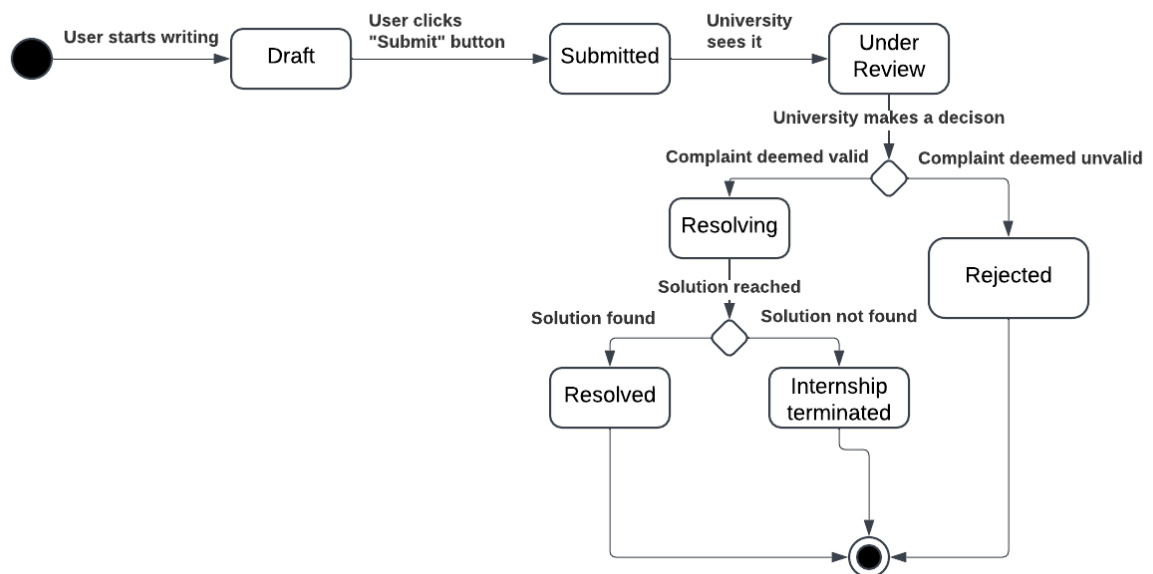 User starts writing
Draft
User clicks
"Submit" button
Submitted
University
sees it
Under
Review
University makes a decison
Complaint deemed valid
Complaint deemed unvalid
Resolving
Rejected
Solution reached
Solution found
Solution not found
Resolved
Internship
terminated